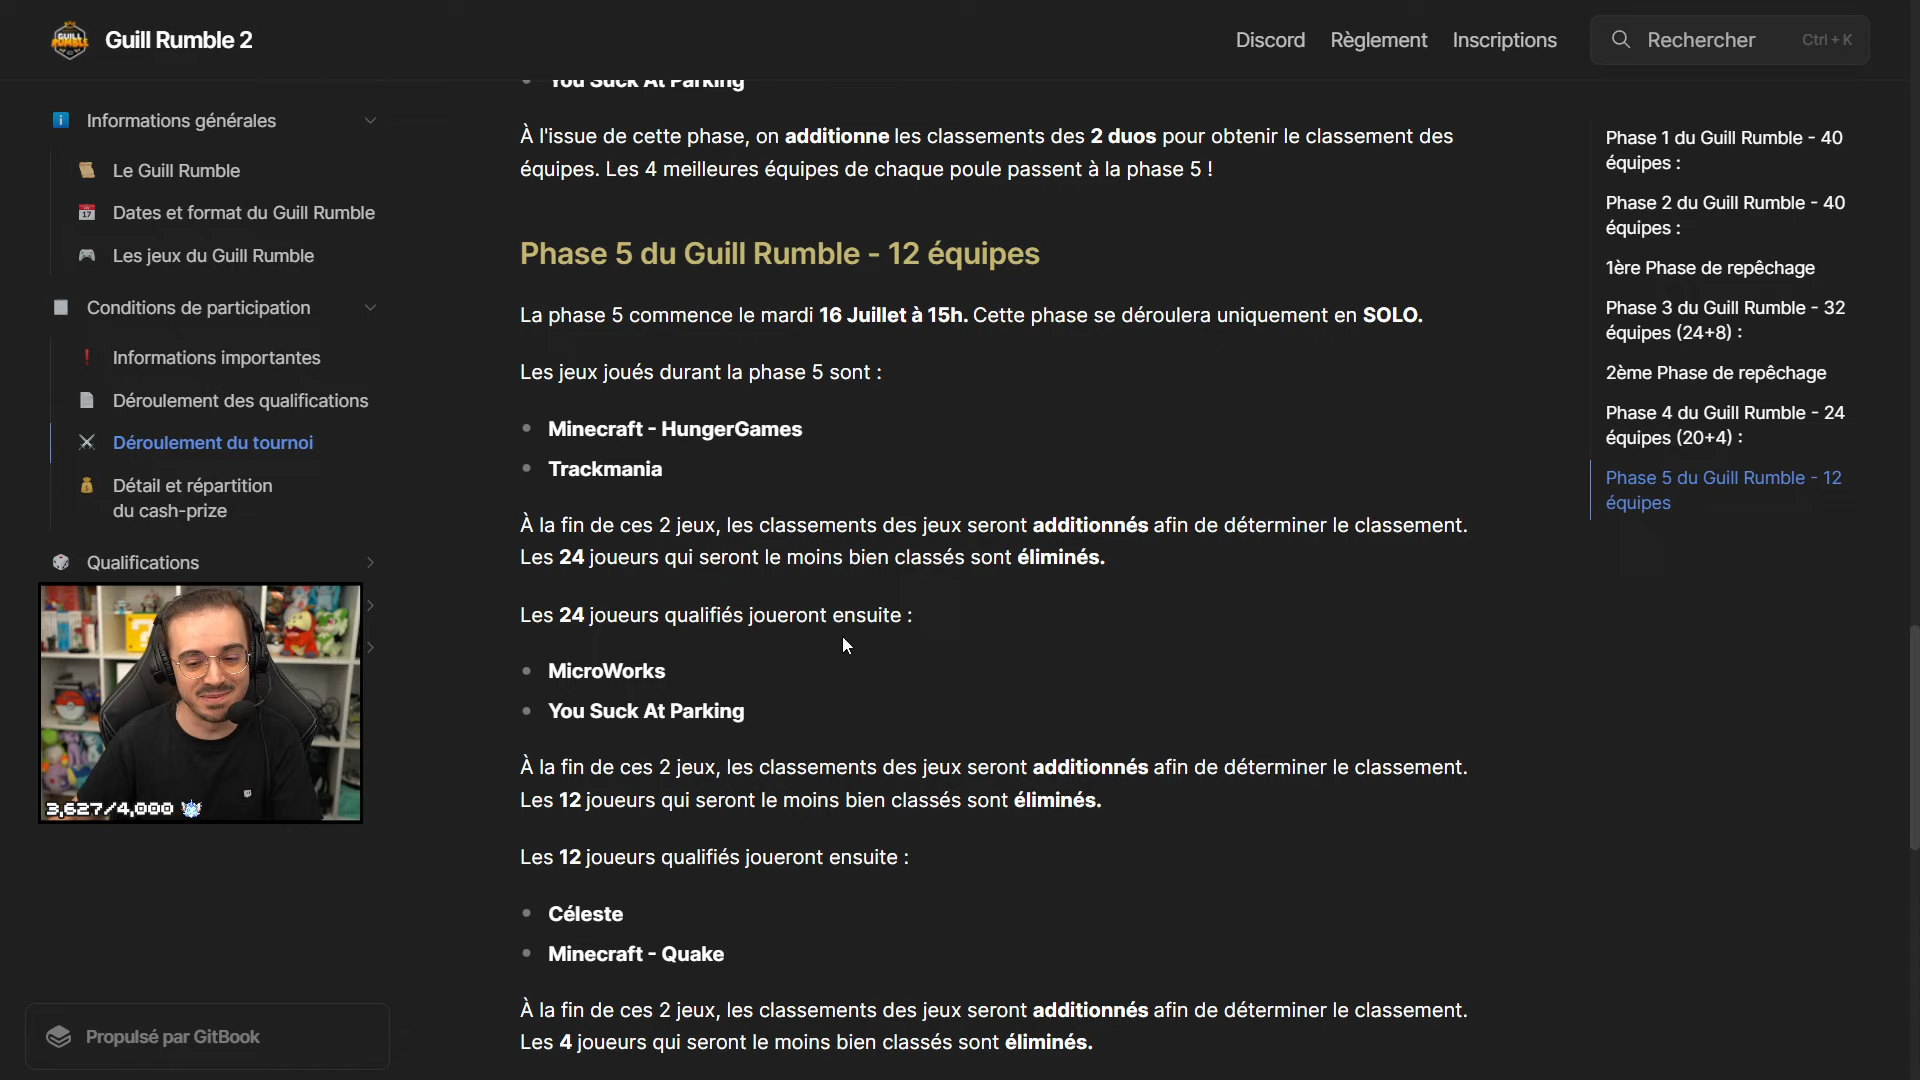 GUILL
RUMBLE
Guill Rumble 2
Discord
Règlement
Inscriptions
Rechercher
Ctrl + K
Informations générales
Le Guill Rumble
17
Dates et format du Guill Rumble
Les jeux du Guill Rumble
Conditions de participation
Informations importantes
Déroulement des qualifications
Déroulement du tournoi
Détail et répartition
du cash-prize
Qualifications
3,627/4,000
Propulsé par GitBook
You Suck At Parking
À l'issue de cette phase, on additionne les classements des 2 duos pour obtenir le classement des
équipes. Les 4 meilleures équipes de chaque poule passent à la phase 5 !
Phase 5 du Guill Rumble - 12 équipes
La phase 5 commence le mardi 16 Juillet à 15h. Cette phase se déroulera uniquement en SOLO.
Les jeux joués durant la phase 5 sont :
Minecraft - HungerGames
Trackmania
À la fin de ces 2 jeux, les classements des jeux seront additionnés afin de déterminer le classement.
Les 24 joueurs qui seront le moins bien classés sont éliminés.
Les 24 joueurs qualifiés joueront ensuite :
MicroWorks
You Suck At Parking
À la fin de ces 2 jeux, les classements des jeux seront additionnés afin de déterminer le classement.
Les 12 joueurs qui seront le moins bien classés sont éliminés.
Les 12 joueurs qualifiés joueront ensuite :
Céleste
Minecraft - Quake
À la fin de ces 2 jeux, les classements des jeux seront additionnés afin de déterminer le classement.
Les 4 joueurs qui seront le moins bien classés sont éliminés.
Phase 1 du Guill Rumble - 40
équipes :
Phase 2 du Guill Rumble - 40
équipes :
1ère Phase de repêchage
Phase 3 du Guill Rumble - 32
équipes (24+8) :
2ème Phase de repêchage
Phase 4 du Guill Rumble - 24
équipes (20+4) :
Phase 5 du Guill Rumble - 12
équipes